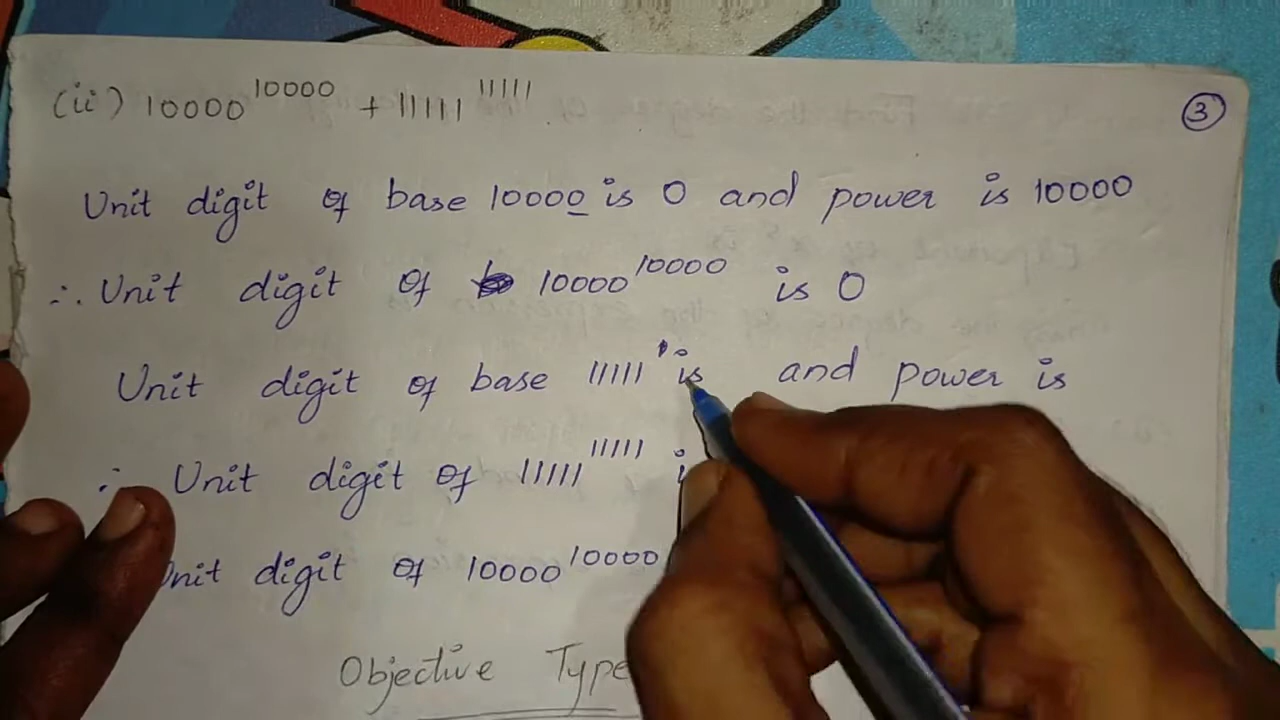 (ii) 10000^10000 + 11111^11111
3
Unit digit of base 10000 is 0 and power is 10000
∴ Unit digit of 10000^10000 is 0
Unit digit of base 11111 is and power is
∴ Unit digit of 11111^11111
Unit digit of 10000^10000
Objective Type